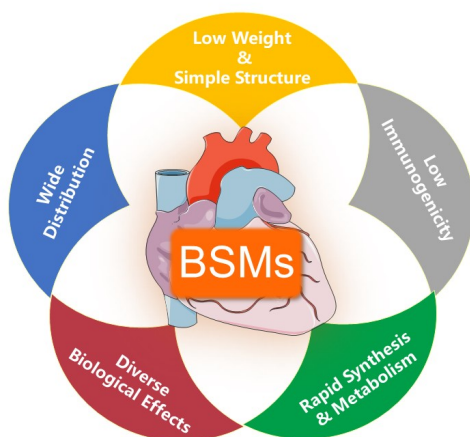 Low Weight
&
Simple Structure
Low
Immunogenicity
Wide
Distribution
BSMs
Diverse
Biological Effects
Rapid Synthesis
& Metabolism